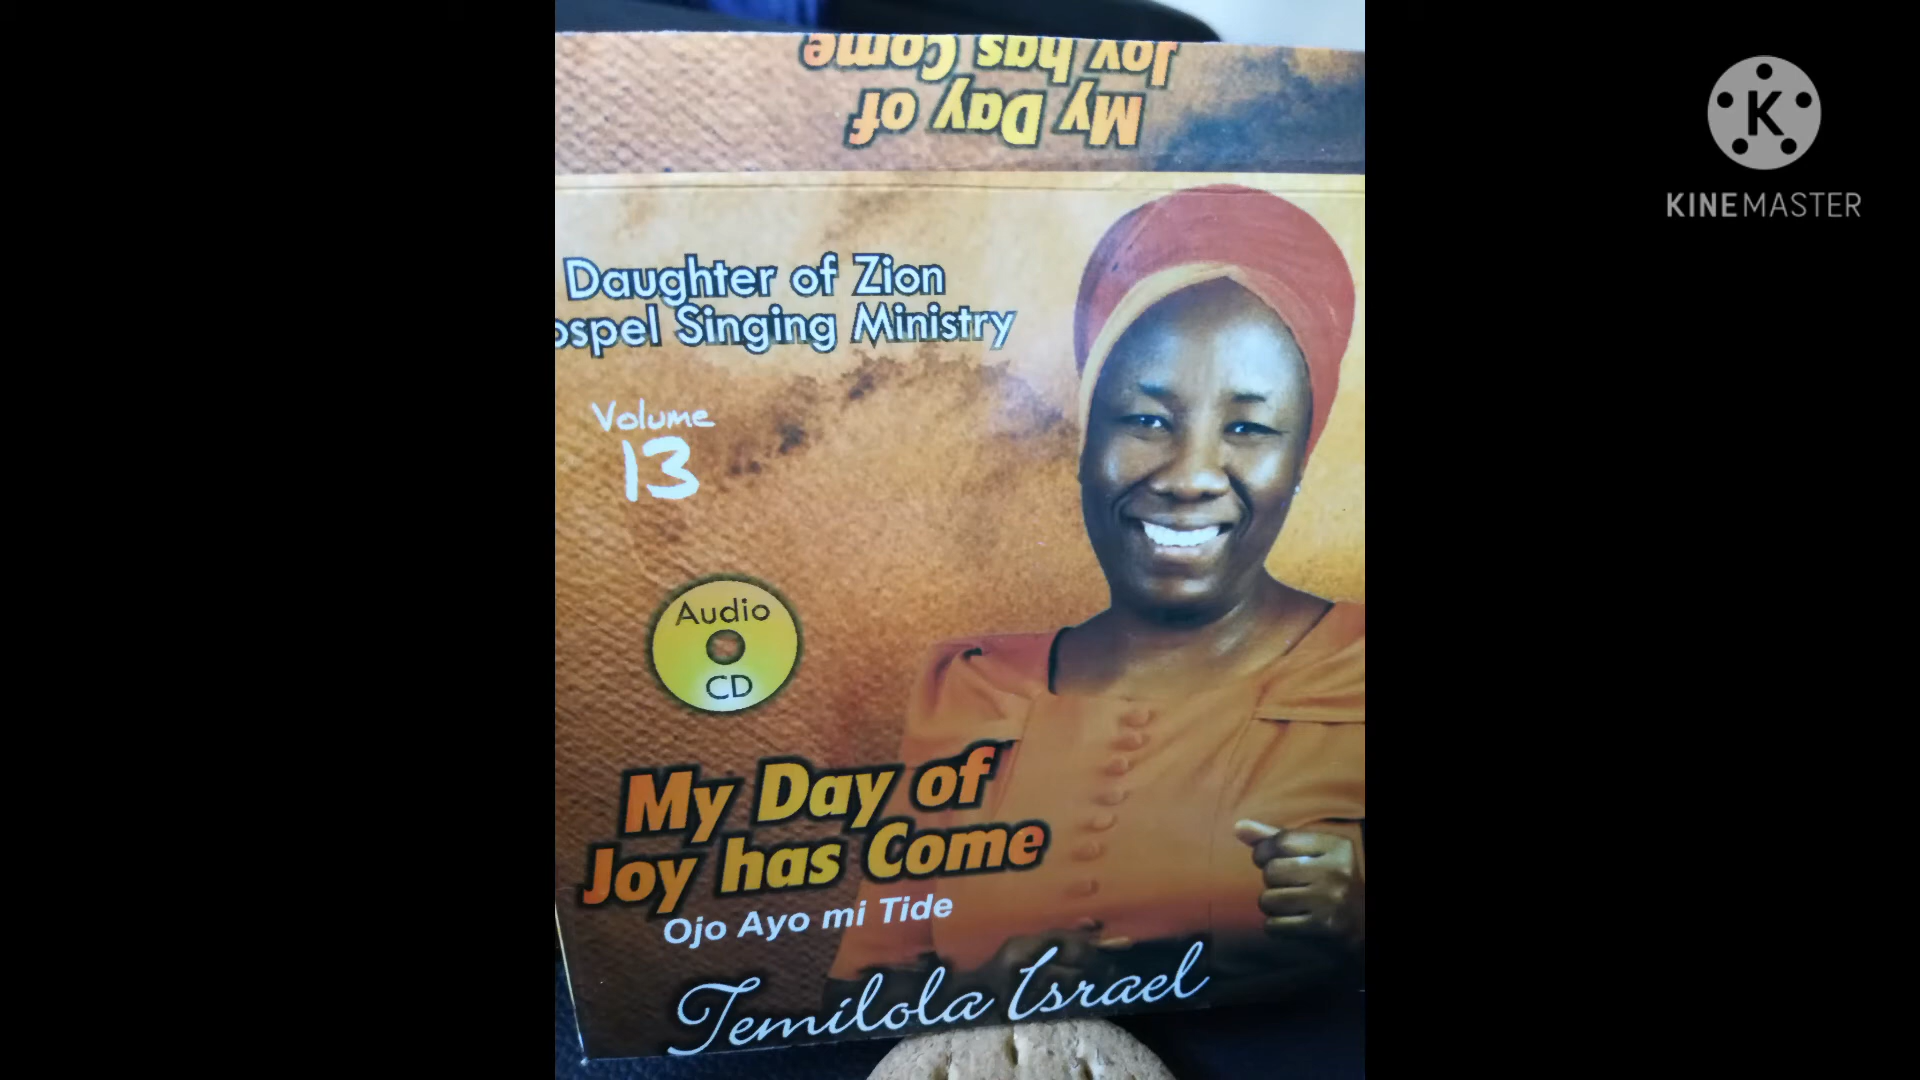 Joy has Come
My Day of
Daughter of Zion
ospel Singing Ministry
Volume
13
Audio
CD
My Day of
Joy has Come
Ojo Ayo mi Tide
Temilola Israel
K
KINEMASTER